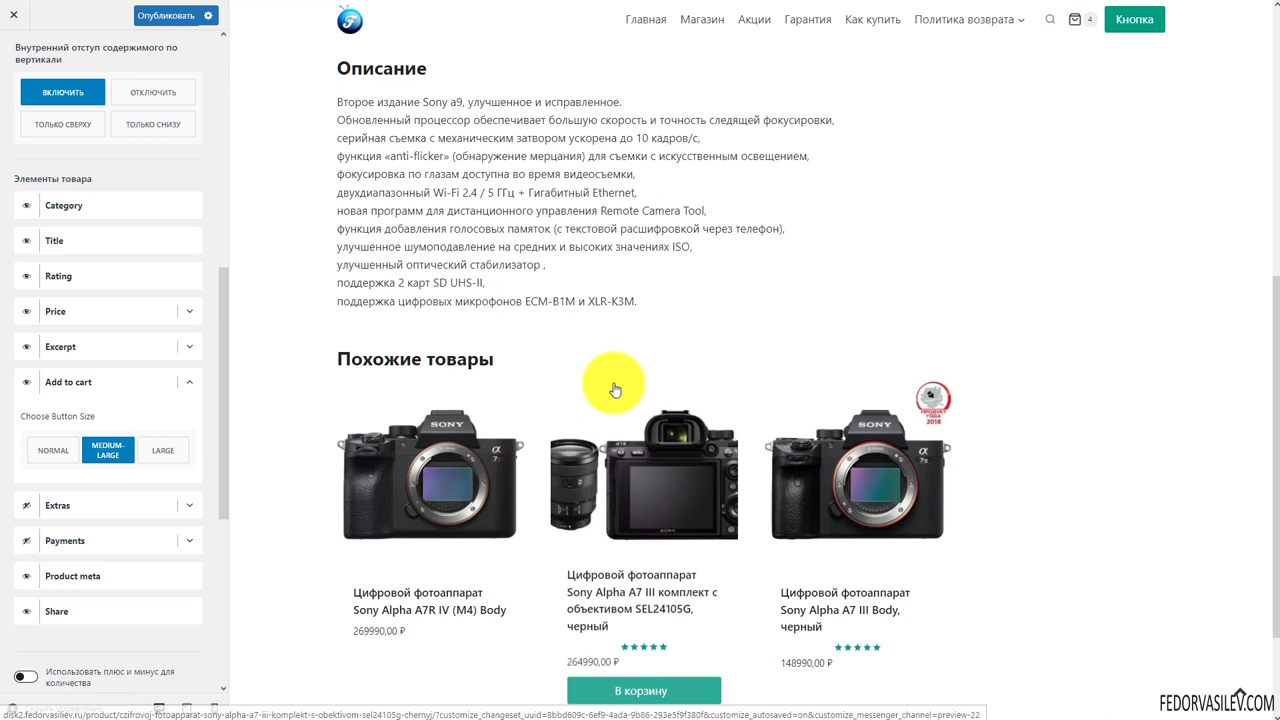 Опубликовать
Главная
Магазин
Акции
Гарантия
Как купить
Политика возврата
4
Кнопка
Внутренний отступ содержимого по
вертикали
ВКЛЮЧИТЬ
ОТКЛЮЧИТЬ
ТОЛЬКО СВЕРХУ
ТОЛЬКО СНИЗУ
Элементы товара
Category
Title
Rating
Price
Excerpt
Add to cart
Choose Button Size
NORMAL
MEDIUM-
LARGE
LARGE
Extras
Payments
Product meta
Share
Использовать плюс и минус для
количества
Описание
Второе издание Sony a9, улучшенное и исправленное.
Обновленный процессор обеспечивает большую скорость и точность следящей фокусировки,
серийная съемка с механическим затвором ускорена до 10 кадров/с,
функция «anti-flicker» (обнаружение мерцания) для съемки с искусственным освещением,
фокусировка по глазам доступна во время видеосъемки,
двухдиапазонный Wi-Fi 2.4 / 5 ГГц + Гигабитный Ethernet,
новая программ для дистанционного управления Remote Camera Tool,
функция добавления голосовых памяток (с текстовой расшифровкой через телефон),
улучшенное шумоподавление на средних и высоких значениях ISO,
улучшенный оптический стабилизатор ,
поддержка 2 карт SD UHS-II,
поддержка цифровых микрофонов ECM-B1M и XLR-K3M.
Похожие товары
SONY
SONY
SONY
ПРОДУКТ
ГОДА
2018
Цифровой фотоаппарат
Sony Alpha A7R IV (M4) Body
269990,00 ₽
Цифровой фотоаппарат
Sony Alpha A7 III комплект с
объективом SEL24105G,
черный
264990,00 ₽
В корзину
Цифровой фотоаппарат
Sony Alpha A7 III Body,
черный
148990,00 ₽
FEDORVASILEV.COM